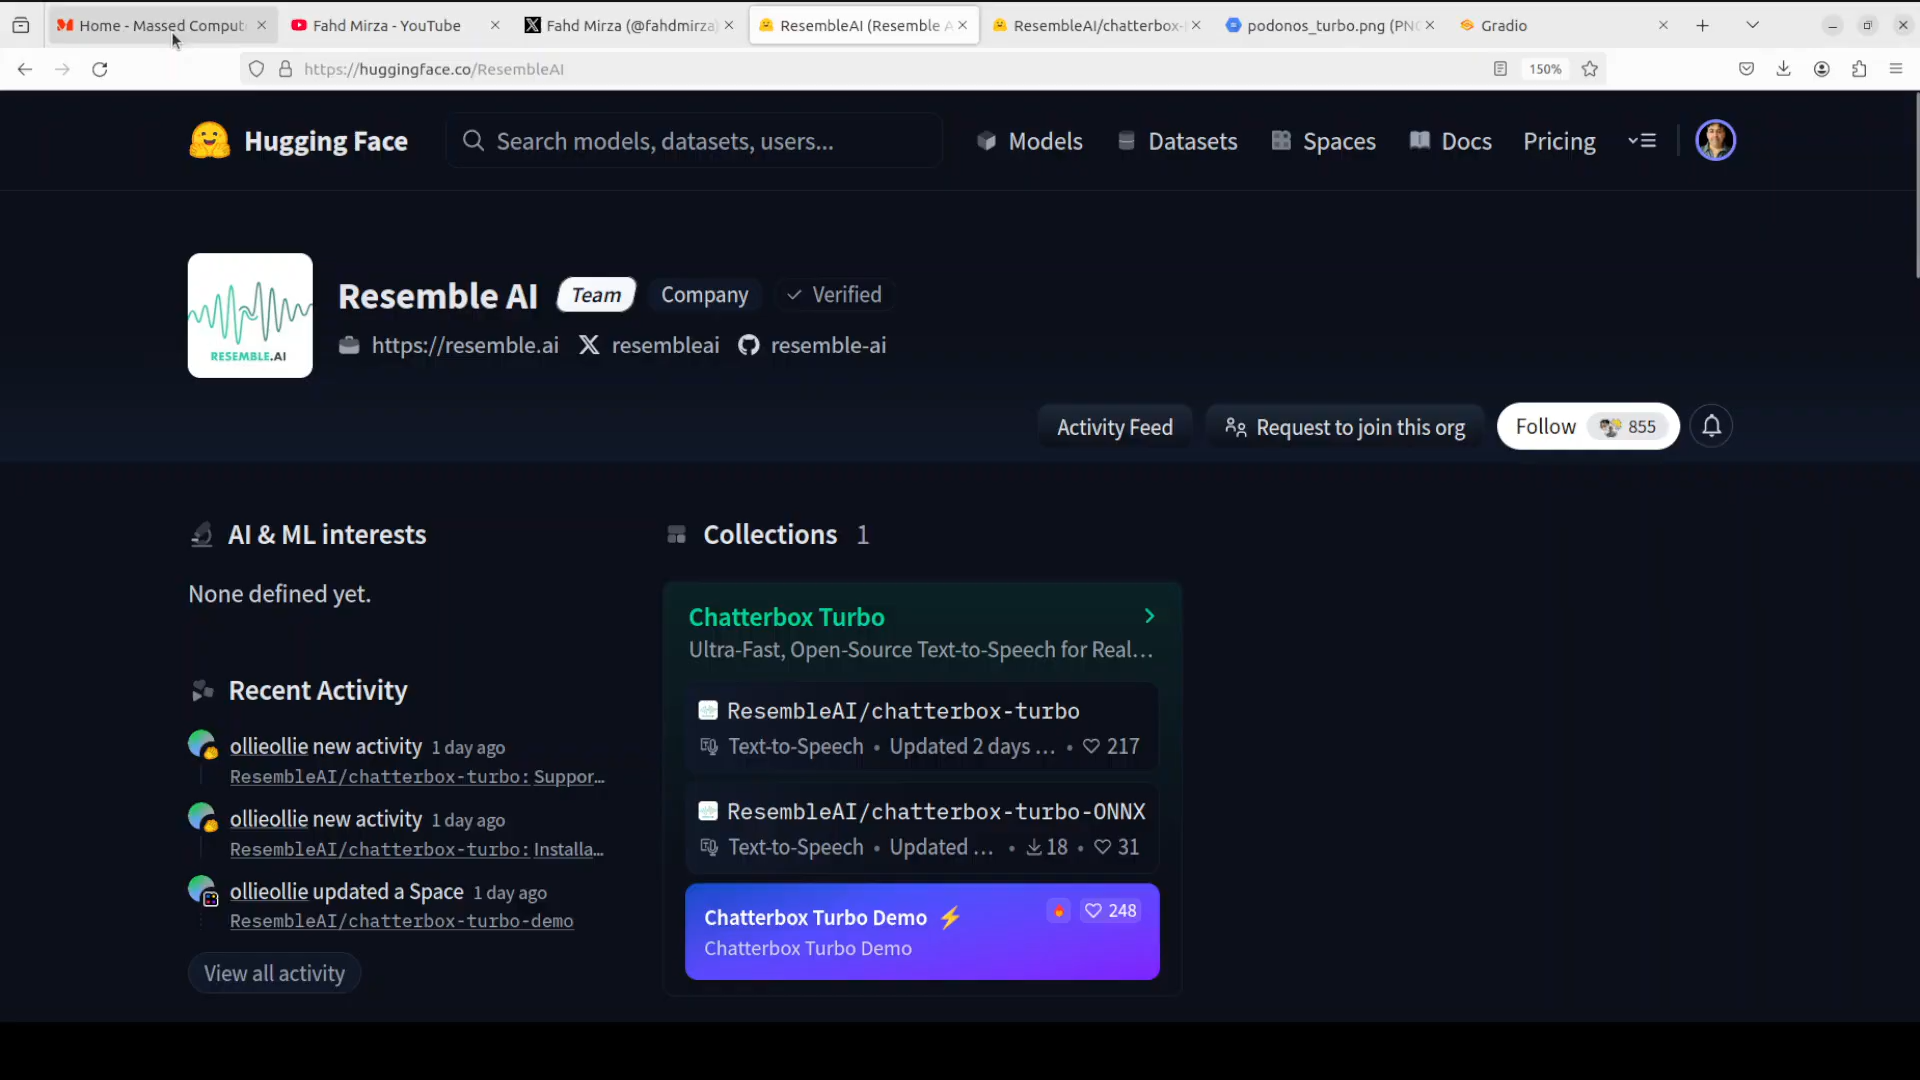 Home - Massed Comput
Fahd Mirza - YouTube
Fahd Mirza (@fahdmirza)
ResembleAI (Resemble A
ResembleAI/chatterbox-
podonos_turbo.png (PN
Gradio
https://huggingface.co/ResembleAI
150%
Hugging Face
Search models, datasets, users...
Models
Datasets
Spaces
Docs
Pricing
RESEMBLE.AI
Resemble AI
Team
Company
Verified
https://resemble.ai
resembleai
resemble-ai
Activity Feed
Request to join this org
Follow 855
AI & ML interests
None defined yet.
Recent Activity
ollieollie new activity 1 day ago
ResembleAI/chatterbox-turbo: Suppor...
ollieollie new activity 1 day ago
ResembleAI/chatterbox-turbo: Installa...
ollieollie updated a Space 1 day ago
ResembleAI/chatterbox-turbo-demo
View all activity
Collections 1
Chatterbox Turbo
Ultra-Fast, Open-Source Text-to-Speech for Real...
ResembleAI/chatterbox-turbo
Text-to-Speech • Updated 2 days ... • 217
ResembleAI/chatterbox-turbo-ONNX
Text-to-Speech • Updated ... • 18 • 31
Chatterbox Turbo Demo ⚡ 248
Chatterbox Turbo Demo